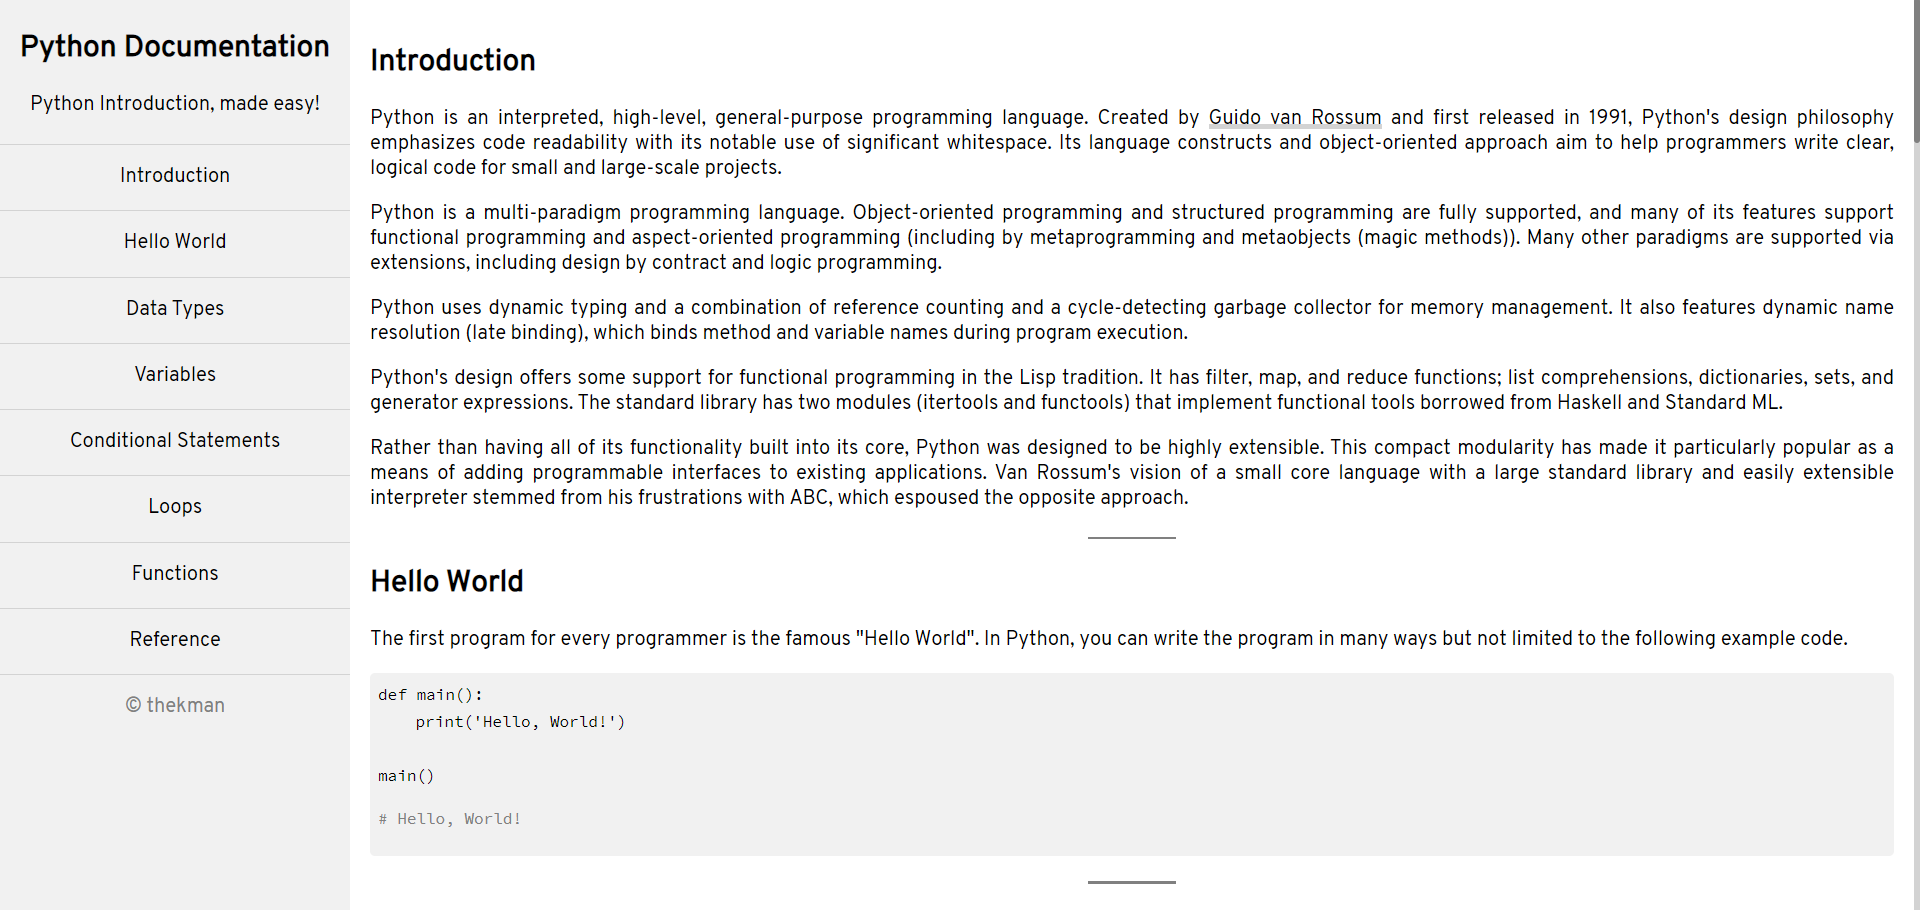 Python Documentation
Python Introduction, made easy!
Introduction
Hello World
Data Types
Variables
Conditional Statements
Loops
Functions
Reference
© thekman
Introduction
Python is an interpreted, high-level, general-purpose programming language. Created by Guido van Rossum and first released in 1991, Python's design philosophy
emphasizes code readability with its notable use of significant whitespace. Its language constructs and object-oriented approach aim to help programmers write clear,
logical code for small and large-scale projects.
Python is a multi-paradigm programming language. Object-oriented programming and structured programming are fully supported, and many of its features support
functional programming and aspect-oriented programming (including by metaprogramming and metaobjects (magic methods)). Many other paradigms are supported via
extensions, including design by contract and logic programming.
Python uses dynamic typing and a combination of reference counting and a cycle-detecting garbage collector for memory management. It also features dynamic name
resolution (late binding), which binds method and variable names during program execution.
Python's design offers some support for functional programming in the Lisp tradition. It has filter, map, and reduce functions; list comprehensions, dictionaries, sets, and
generator expressions. The standard library has two modules (itertools and functools) that implement functional tools borrowed from Haskell and Standard ML.
Rather than having all of its functionality built into its core, Python was designed to be highly extensible. This compact modularity has made it particularly popular as a
means of adding programmable interfaces to existing applications. Van Rossum's vision of a small core language with a large standard library and easily extensible
interpreter stemmed from his frustrations with ABC, which espoused the opposite approach.
Hello World
The first program for every programmer is the famous "Hello World". In Python, you can write the program in many ways but not limited to the following example code.
def main():
    print('Hello, World!')
main()
# Hello, World!